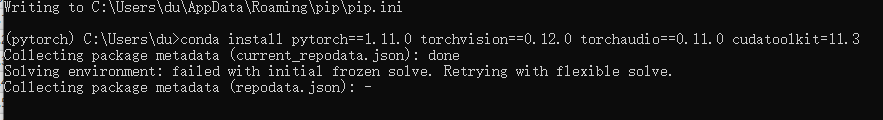 Writing to C:\Users\du\AppData\Roaming\pip\pip.ini
(pytorch) C:\Users\du>conda install pytorch==1.11.0 torchvision==0.12.0 torchaudio==0.11.0 cudatoolkit=11.3
Collecting package metadata (current_repodata.json): done
Solving environment: failed with initial frozen solve. Retrying with flexible solve.
Collecting package metadata (repodata.json): -